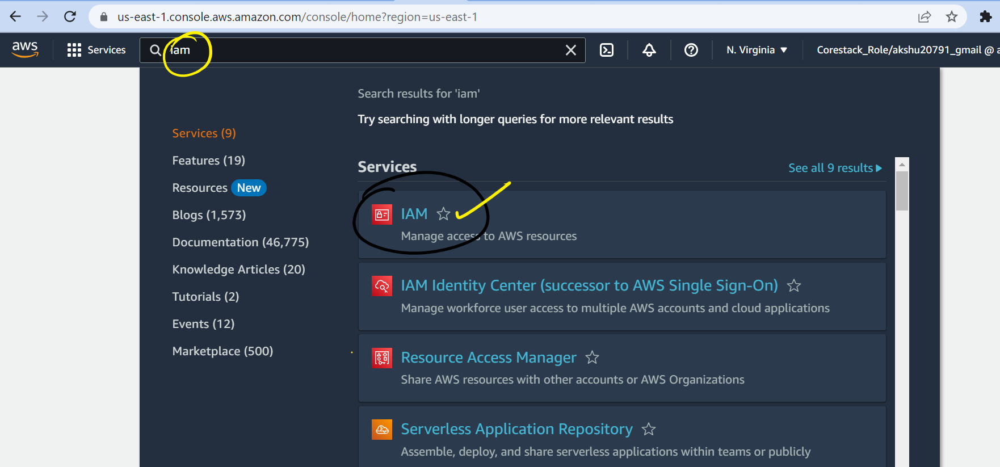 us-east-1.console.aws.amazon.com/console/home?region=us-east-1
aws
Services
iam
N. Virginia
Corestack_Role/akshu20791_gmail @ a
Search results for 'iam'
Try searching with longer queries for more relevant results
Services (9)
Features (19)
Resources New
Blogs (1,573)
Documentation (46,775)
Knowledge Articles (20)
Tutorials (2)
Events (12)
Marketplace (500)
Services
See all 9 results
IAM
Manage access to AWS resources
IAM Identity Center (successor to AWS Single Sign-On)
Manage workforce user access to multiple AWS accounts and cloud applications
Resource Access Manager
Share AWS resources with other accounts or AWS Organizations
Serverless Application Repository
Assemble, deploy, and share serverless applications within teams or publicly